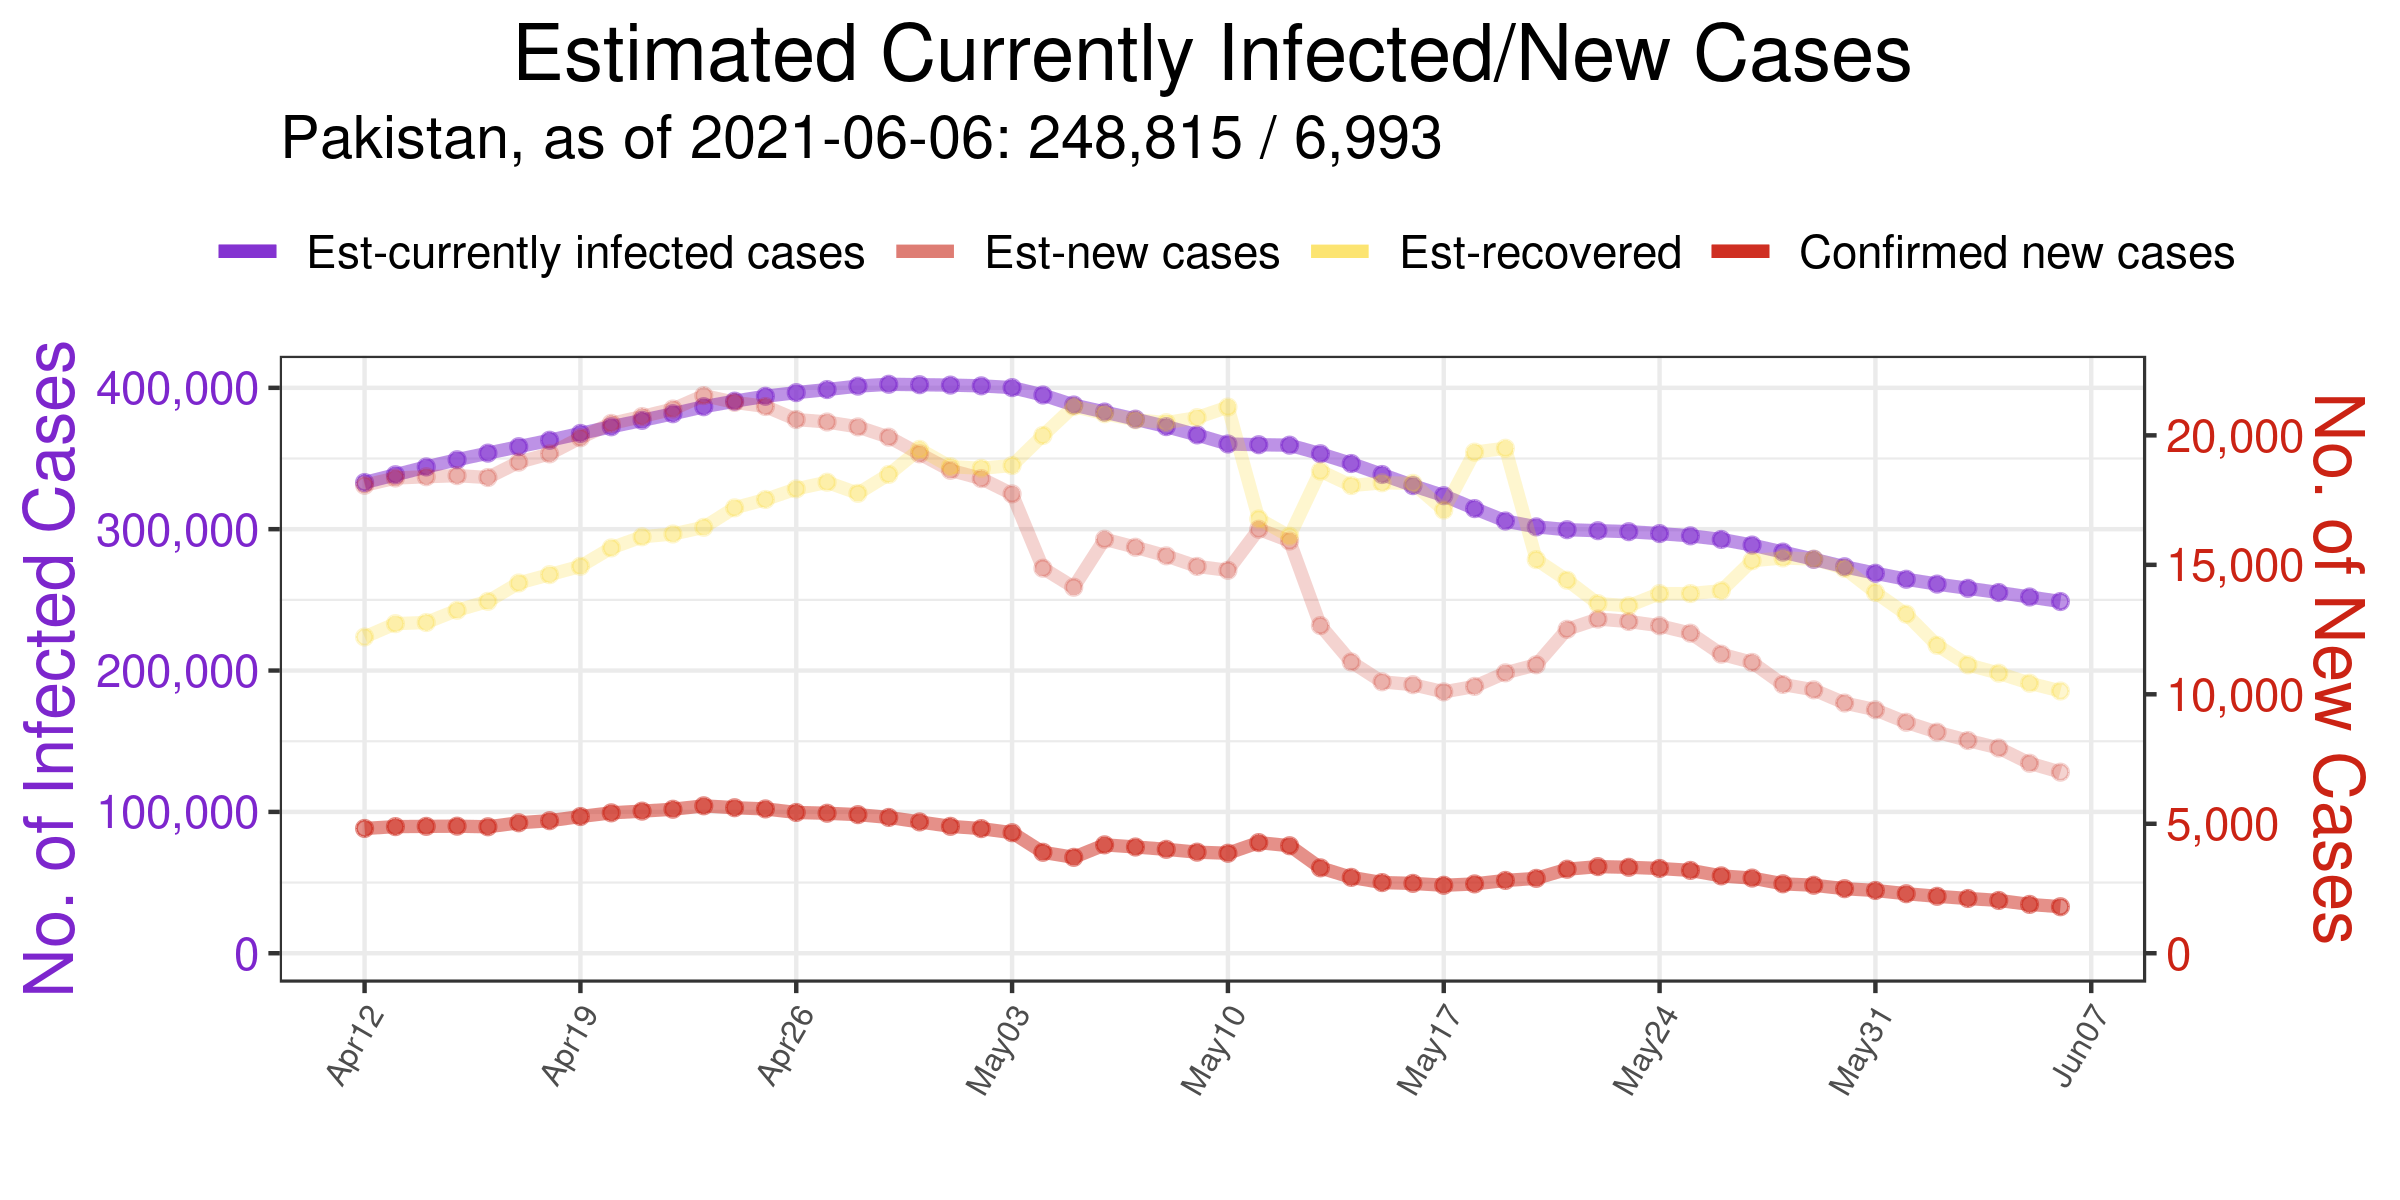 Estimated Currently Infected/New Cases
Pakistan, as of 2021-06-06: 248,815 / 6,993
Est-currently infected cases Est-new cases Est-recovered Confirmed new cases
No. of Infected Cases
400,000
300,000
200,000
100,000
0
20,000
15,000
10,000
5,000
0
No. of New Cases
Apr12 Apr19 Apr26 May03 May10 May17 May24 May31 Jun07